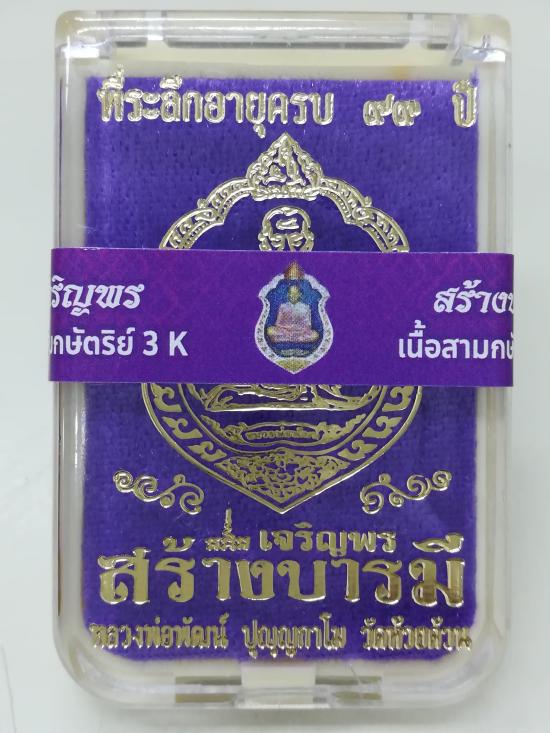 ที่ระลึกอายุครบ ๙๙ ปี
ริญพร
สร้าง
กษัตริย์ 3 K
เนื้อสามกษั
เจริญพร
สร้างบารมี
หลวงพ่อพัฒน์ ปุญญกาโม วัดห้วยด้วน